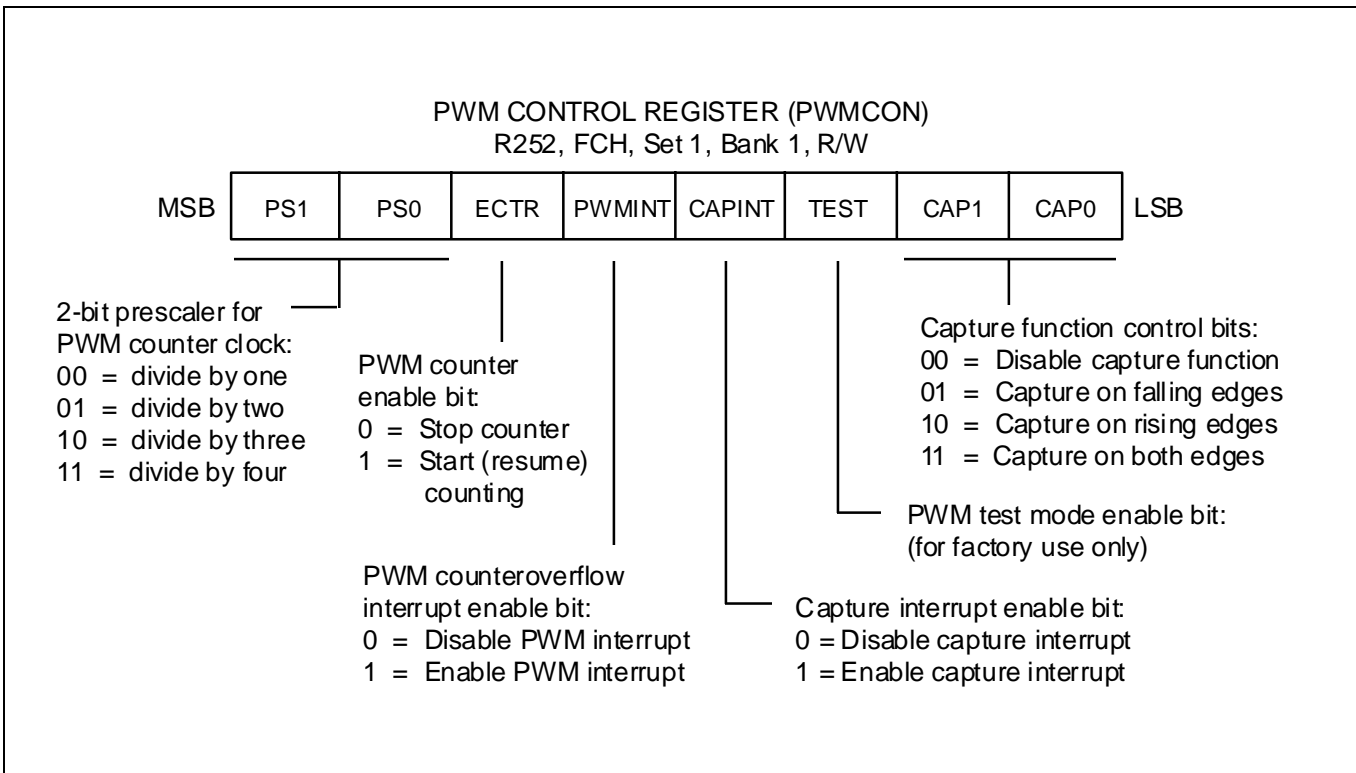 PWM CONTROL REGISTER (PWMCON)
R252, FCH, Set 1, Bank 1, R/W
MSB PS1 PS0 ECTR PWMINT CAPINT TEST CAP1 CAP0 LSB
2-bit prescaler for
PWM counter clock:
00 = divide by one
01 = divide by two
10 = divide by three
11 = divide by four
PWM counter
enable bit:
0 = Stop counter
1 = Start (resume)
counting
Capture function control bits:
00 = Disable capture function
01 = Capture on falling edges
10 = Capture on rising edges
11 = Capture on both edges
PWM test mode enable bit:
(for factory use only)
PWM counteroverflow
interrupt enable bit:
0 = Disable PWM interrupt
1 = Enable PWM interrupt
Capture interrupt enable bit:
0 = Disable capture interrupt
1 = Enable capture interrupt